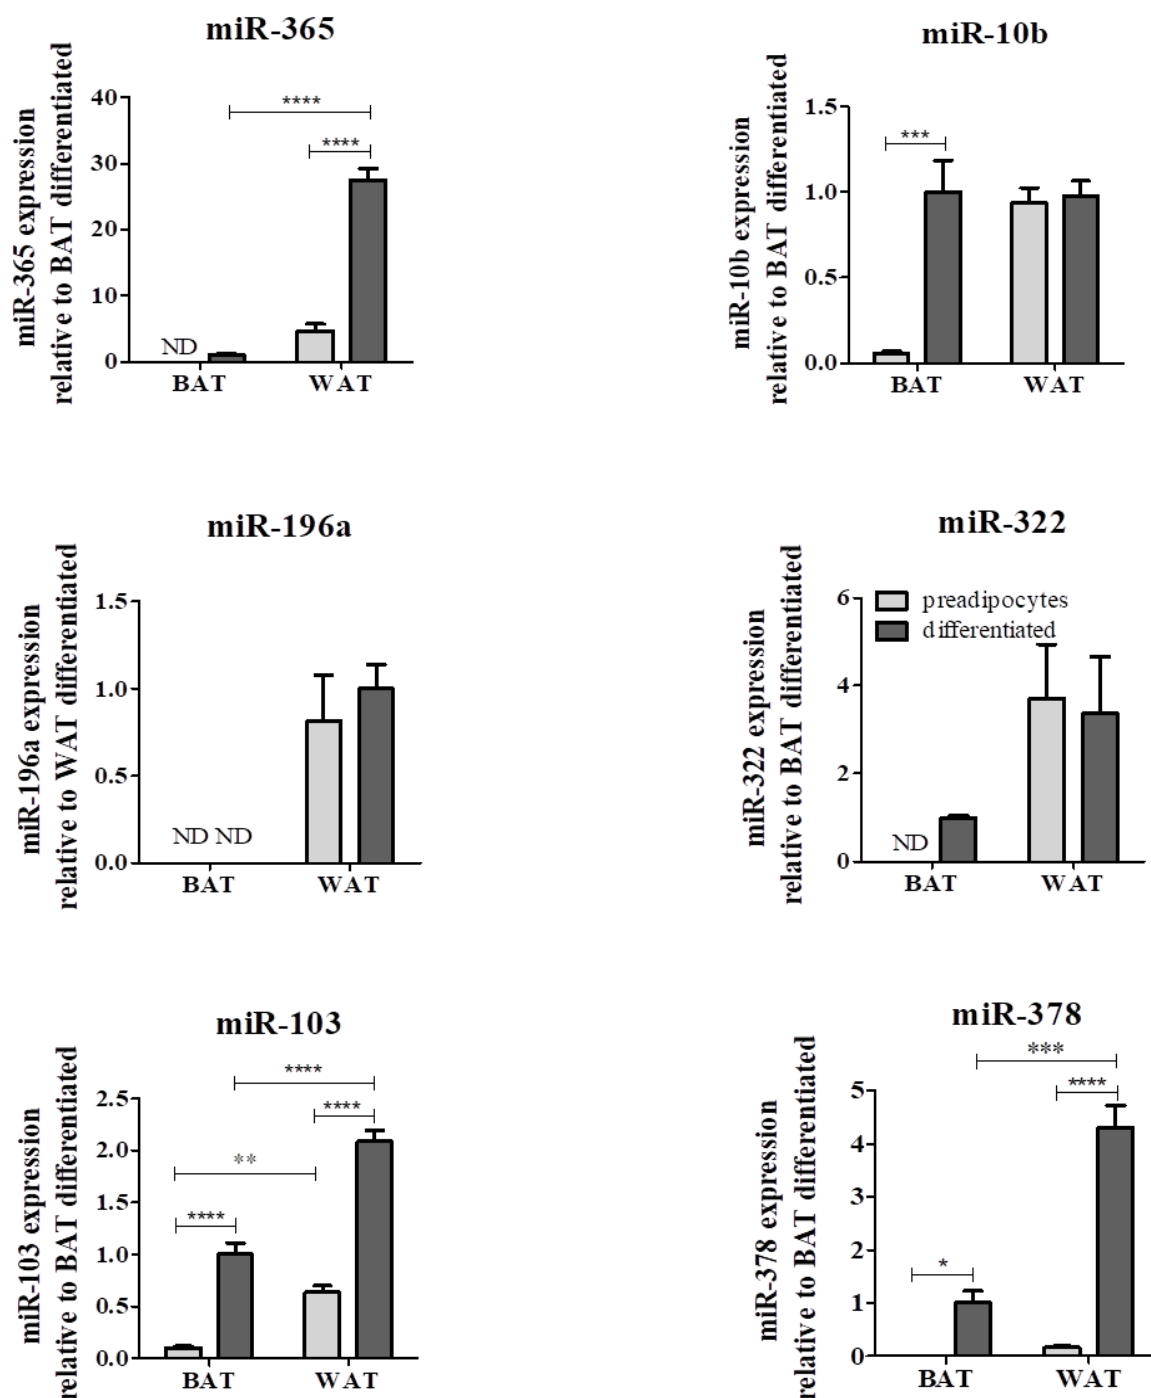 miR-365
miR-365 expression
relative to BAT differentiated
40
30
20
10
0
****
****
ND
BAT
WAT
miR-10b
miR-10b expression
relative to BAT differentiated
1.5
1.0
0.5
0.0
***
BAT
WAT
miR-196a
miR-196a expression
relative to WAT differentiated
1.5
1.0
0.5
0.0
ND ND
BAT
WAT
miR-322
miR-322 expression
relative to BAT differentiated
6
4
2
0
preadipocytes
differentiated
ND
BAT
WAT
miR-103
miR-103 expression
relative to BAT differentiated
2.5
2.0
1.5
1.0
0.5
0.0
****
****
**
****
BAT
WAT
miR-378
miR-378 expression
relative to BAT differentiated
5
4
3
2
1
0
***
****
*
BAT
WAT